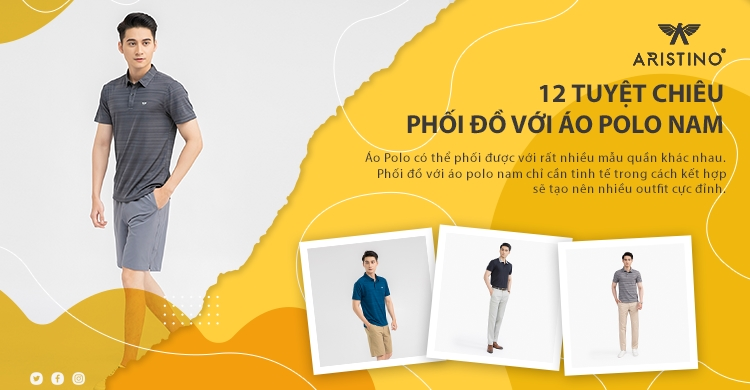 ARISTINO®
12 TUYỆT CHIÊU
PHỐI ĐỒ VỚI ÁO POLO NAM
Áo Polo có thể phối được với rất nhiều mẫu quần khác nhau.
Phối đồ với áo polo nam chỉ cần tinh tế trong cách kết hợp
sẽ tạo nên nhiều outfit cực đỉnh.